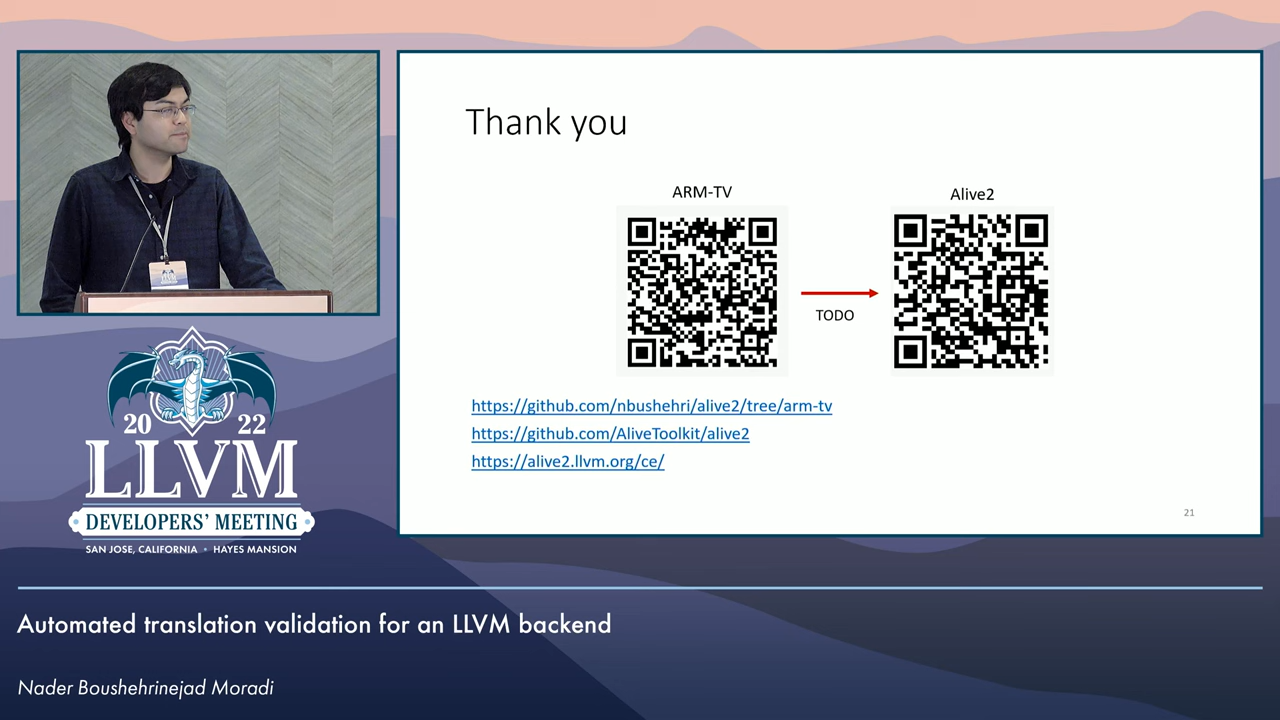 Thank you
ARM-TV
Alive2
TODO
https://github.com/nbushehri/alive2/tree/arm-tv
https://github.com/AliveToolkit/alive2
https://alive2.llvm.org/ce/
21
20 22
LLVM
DEVELOPERS' MEETING
SAN JOSE, CALIFORNIA • HAYES MANSION
Automated translation validation for an LLVM backend
Nader Boushehrinejad Moradi